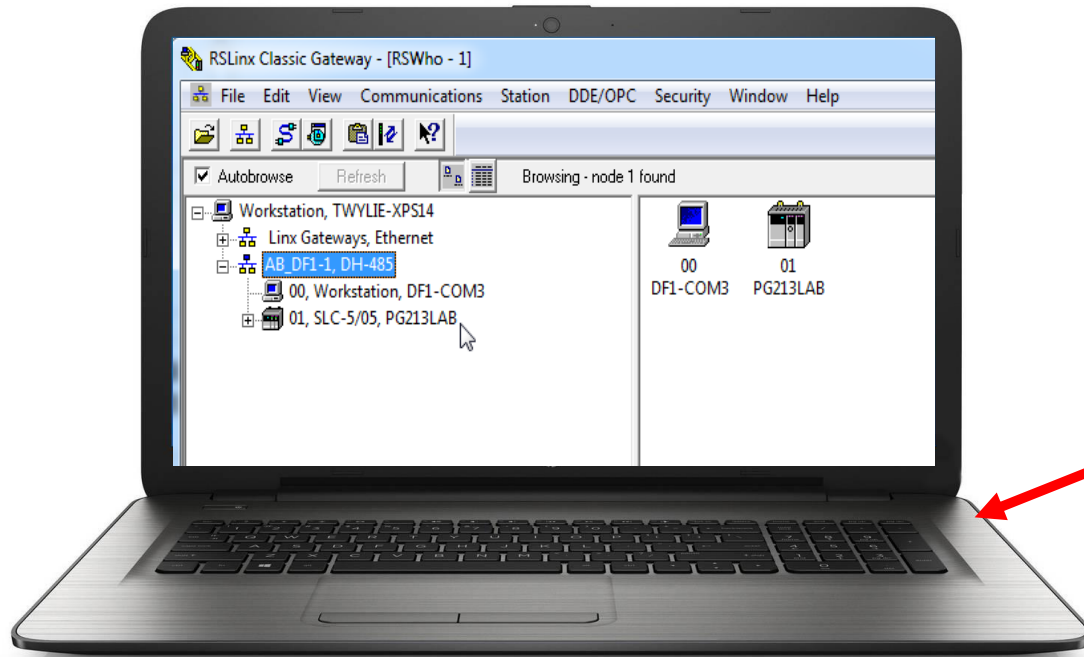 RSLinx Classic Gateway - [RSWho - 1]
File Edit View Communications Station DDE/OPC Security Window Help
Autobrowse Refresh Browsing - node 1 found
Workstation, TWYLIE-XPS14
Linx Gateways, Ethernet
AB_DF1-1, DH-485
00, Workstation, DF1-COM3
01, SLC-5/05, PG213LAB
00
DF1-COM3
01
PG213LAB